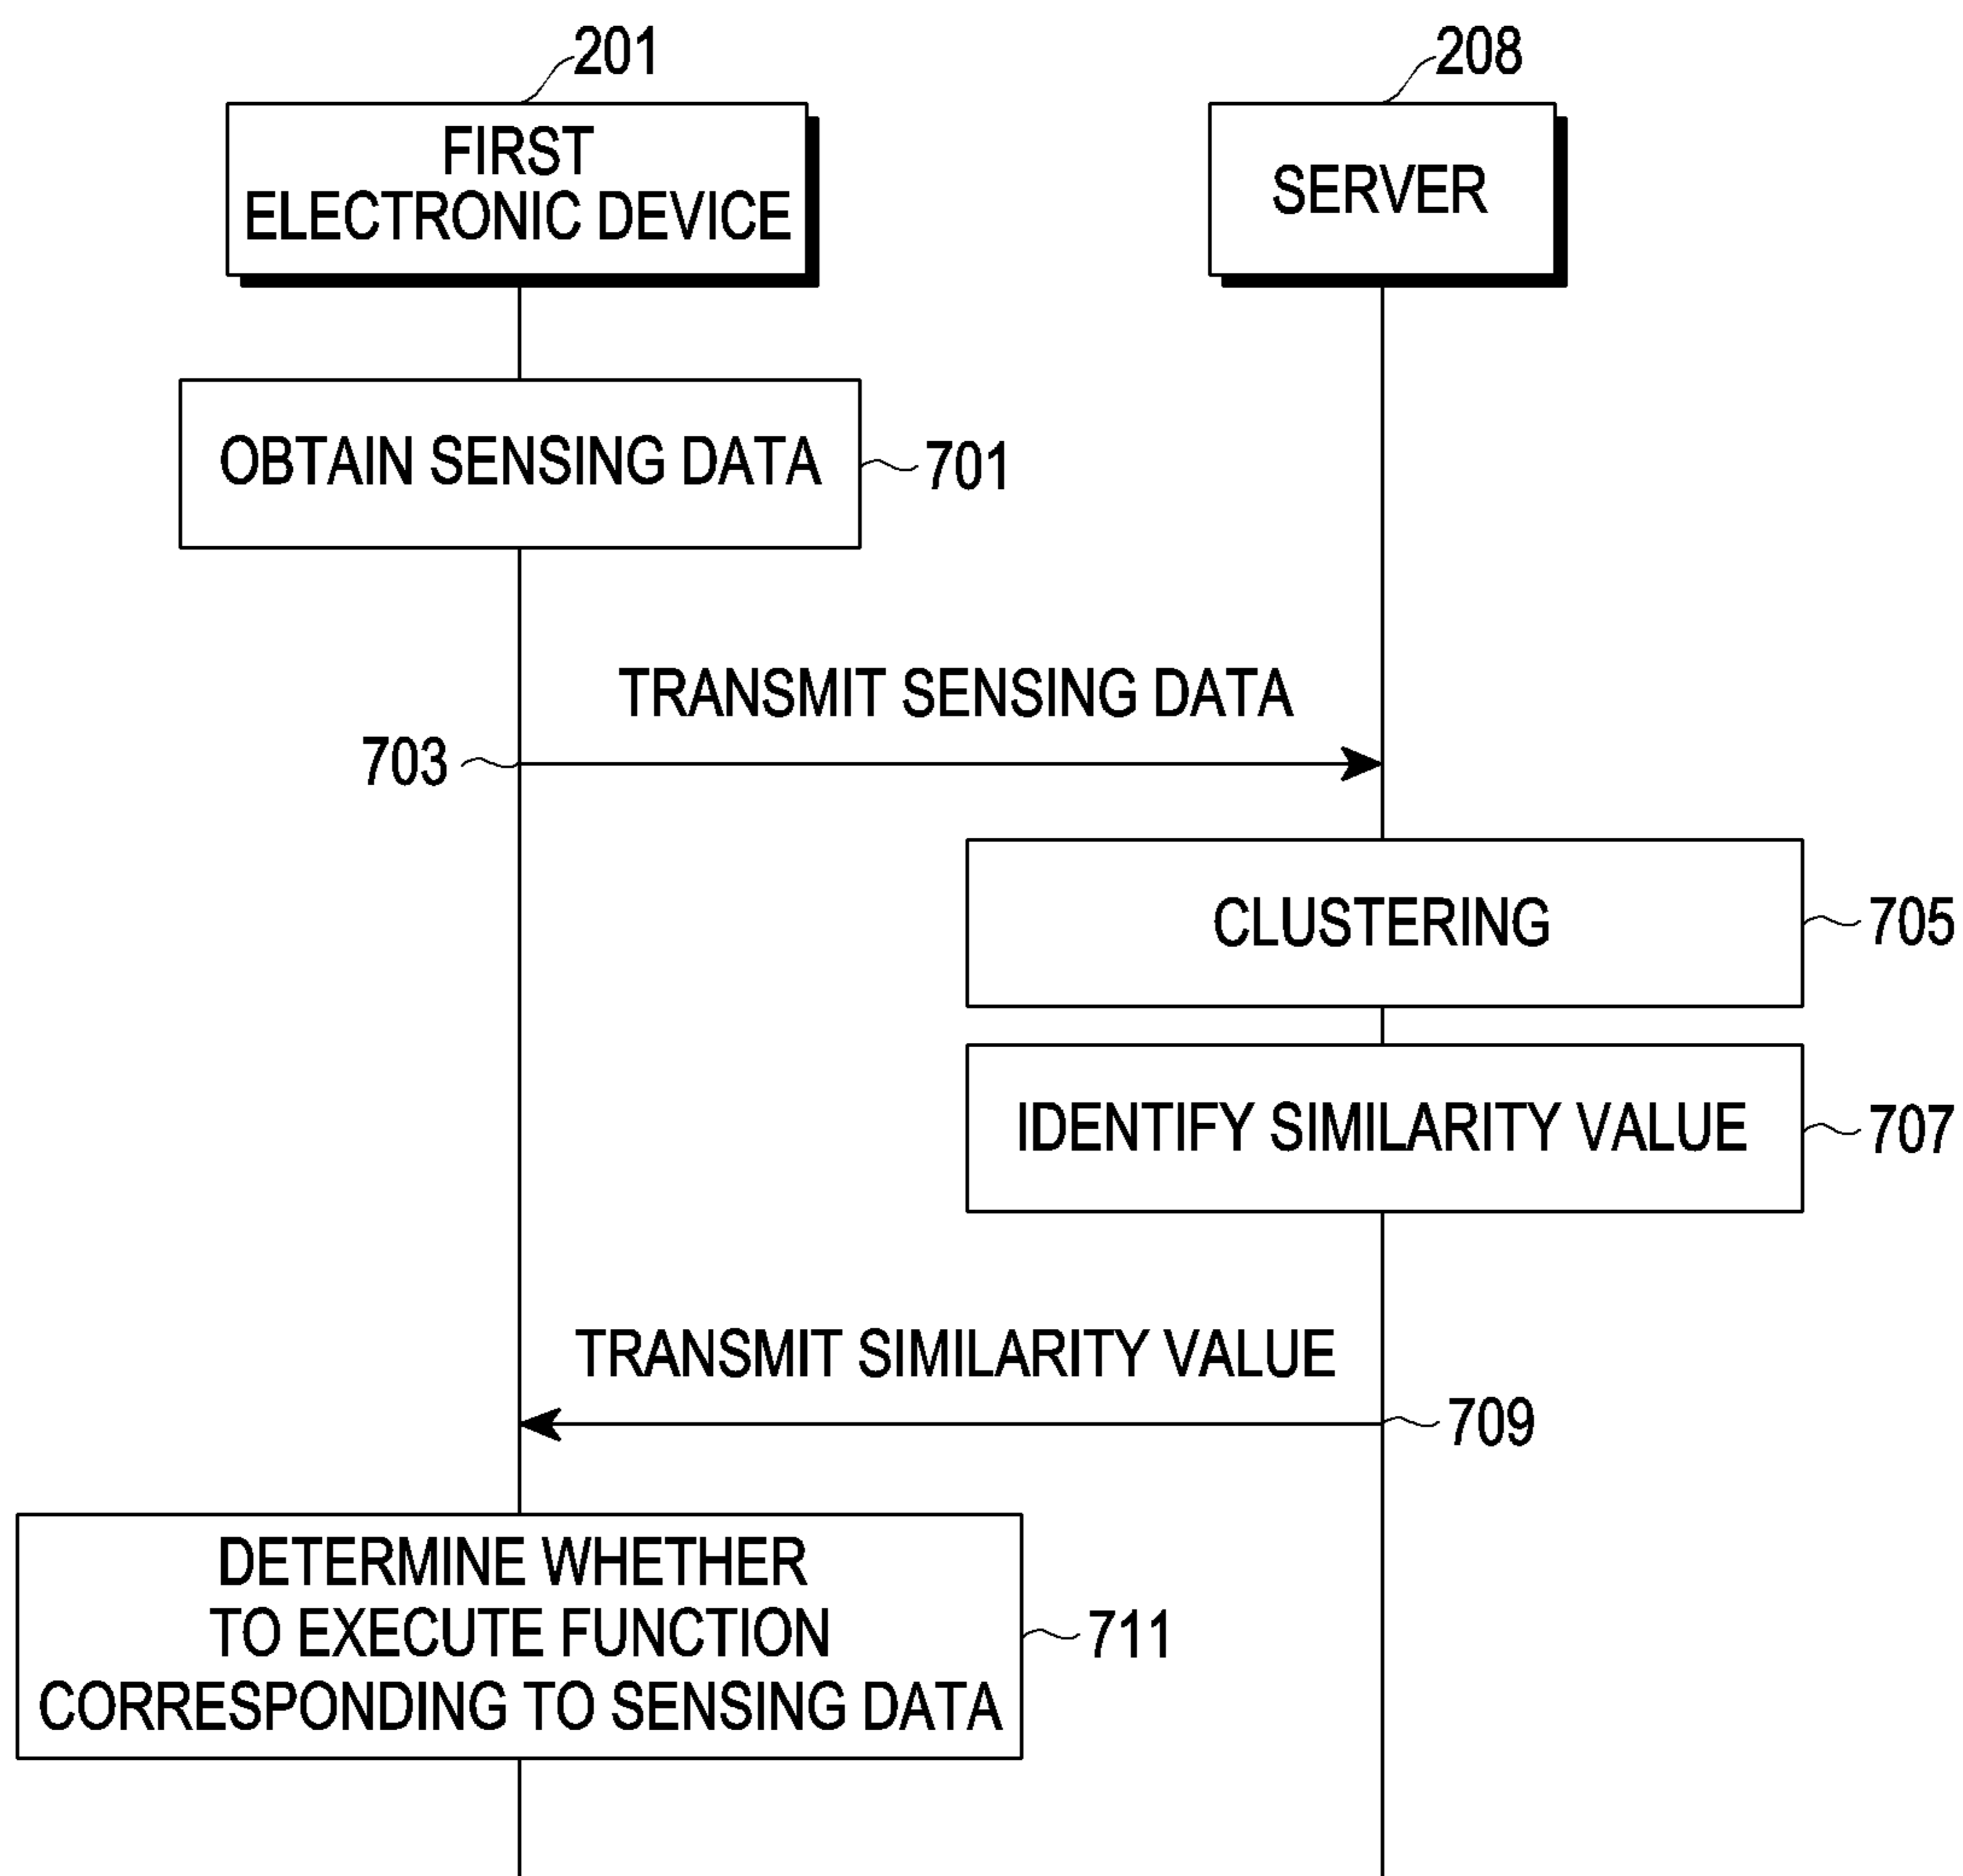 201
208
FIRST
ELECTRONIC DEVICE
SERVER
OBTAIN SENSING DATA
701
TRANSMIT SENSING DATA
703
CLUSTERING
705
IDENTIFY SIMILARITY VALUE
707
TRANSMIT SIMILARITY VALUE
709
DETERMINE WHETHER
TO EXECUTE FUNCTION
CORRESPONDING TO SENSING DATA
711